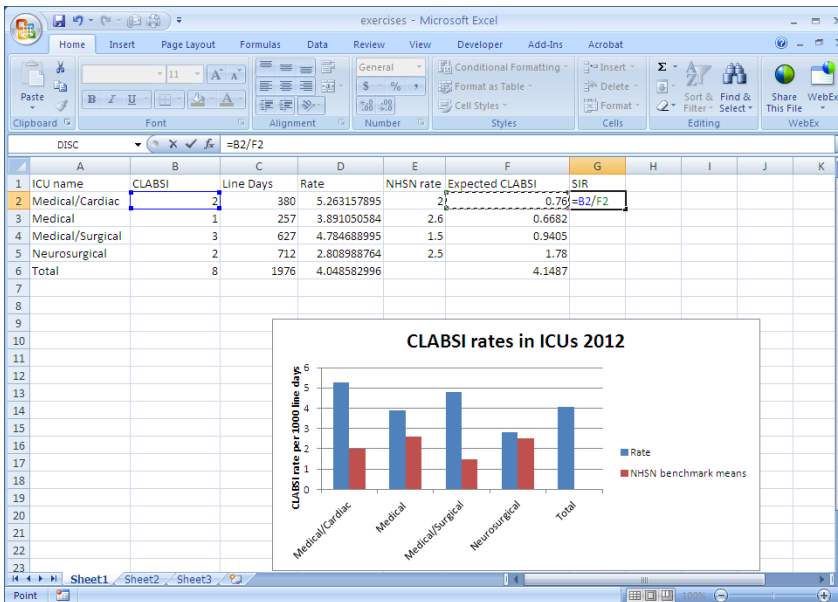 exercises - Microsoft Excel
Home Insert Page Layout Formulas Data Review View Developer Add-Ins Acrobat
Paste
Clipboard
11 A A
B I U A
Font
Alignment
General
$ % ,
Number
Conditional Formatting
Format as Table
Cell Styles
Styles
Insert
Delete
Format
Cells
Σ
Sort & Filter
Find & Select
Editing
Share This File
WebEx
WebEx
DISC fx =B2/F2
A B C D E F G H I J K
1 ICU name CLABSI Line Days Rate NHSN rate Expected CLABSI SIR
2 Medical/Cardiac 2 380 5.263157895 2 0.76 =B2/F2
3 Medical 1 257 3.891050584 2.6 0.6682
4 Medical/Surgical 3 627 4.784688995 1.5 0.9405
5 Neurosurgical 2 712 2.808988764 2.5 1.78
6 Total 8 1976 4.048582996 4.1487
7
8
9
10
11
12
13
14
15
16
17
18
19
20
21
22
23
CLABSI rates in ICUs 2012
CLABSI rate per 1000 line days
6
5
4
3
2
1
0
Medical/Cardiac
Medical
Medical/Surgical
Neurosurgical
Total
Rate
NHSN benchmark means
Sheet1 Sheet2 Sheet3
Point 100%